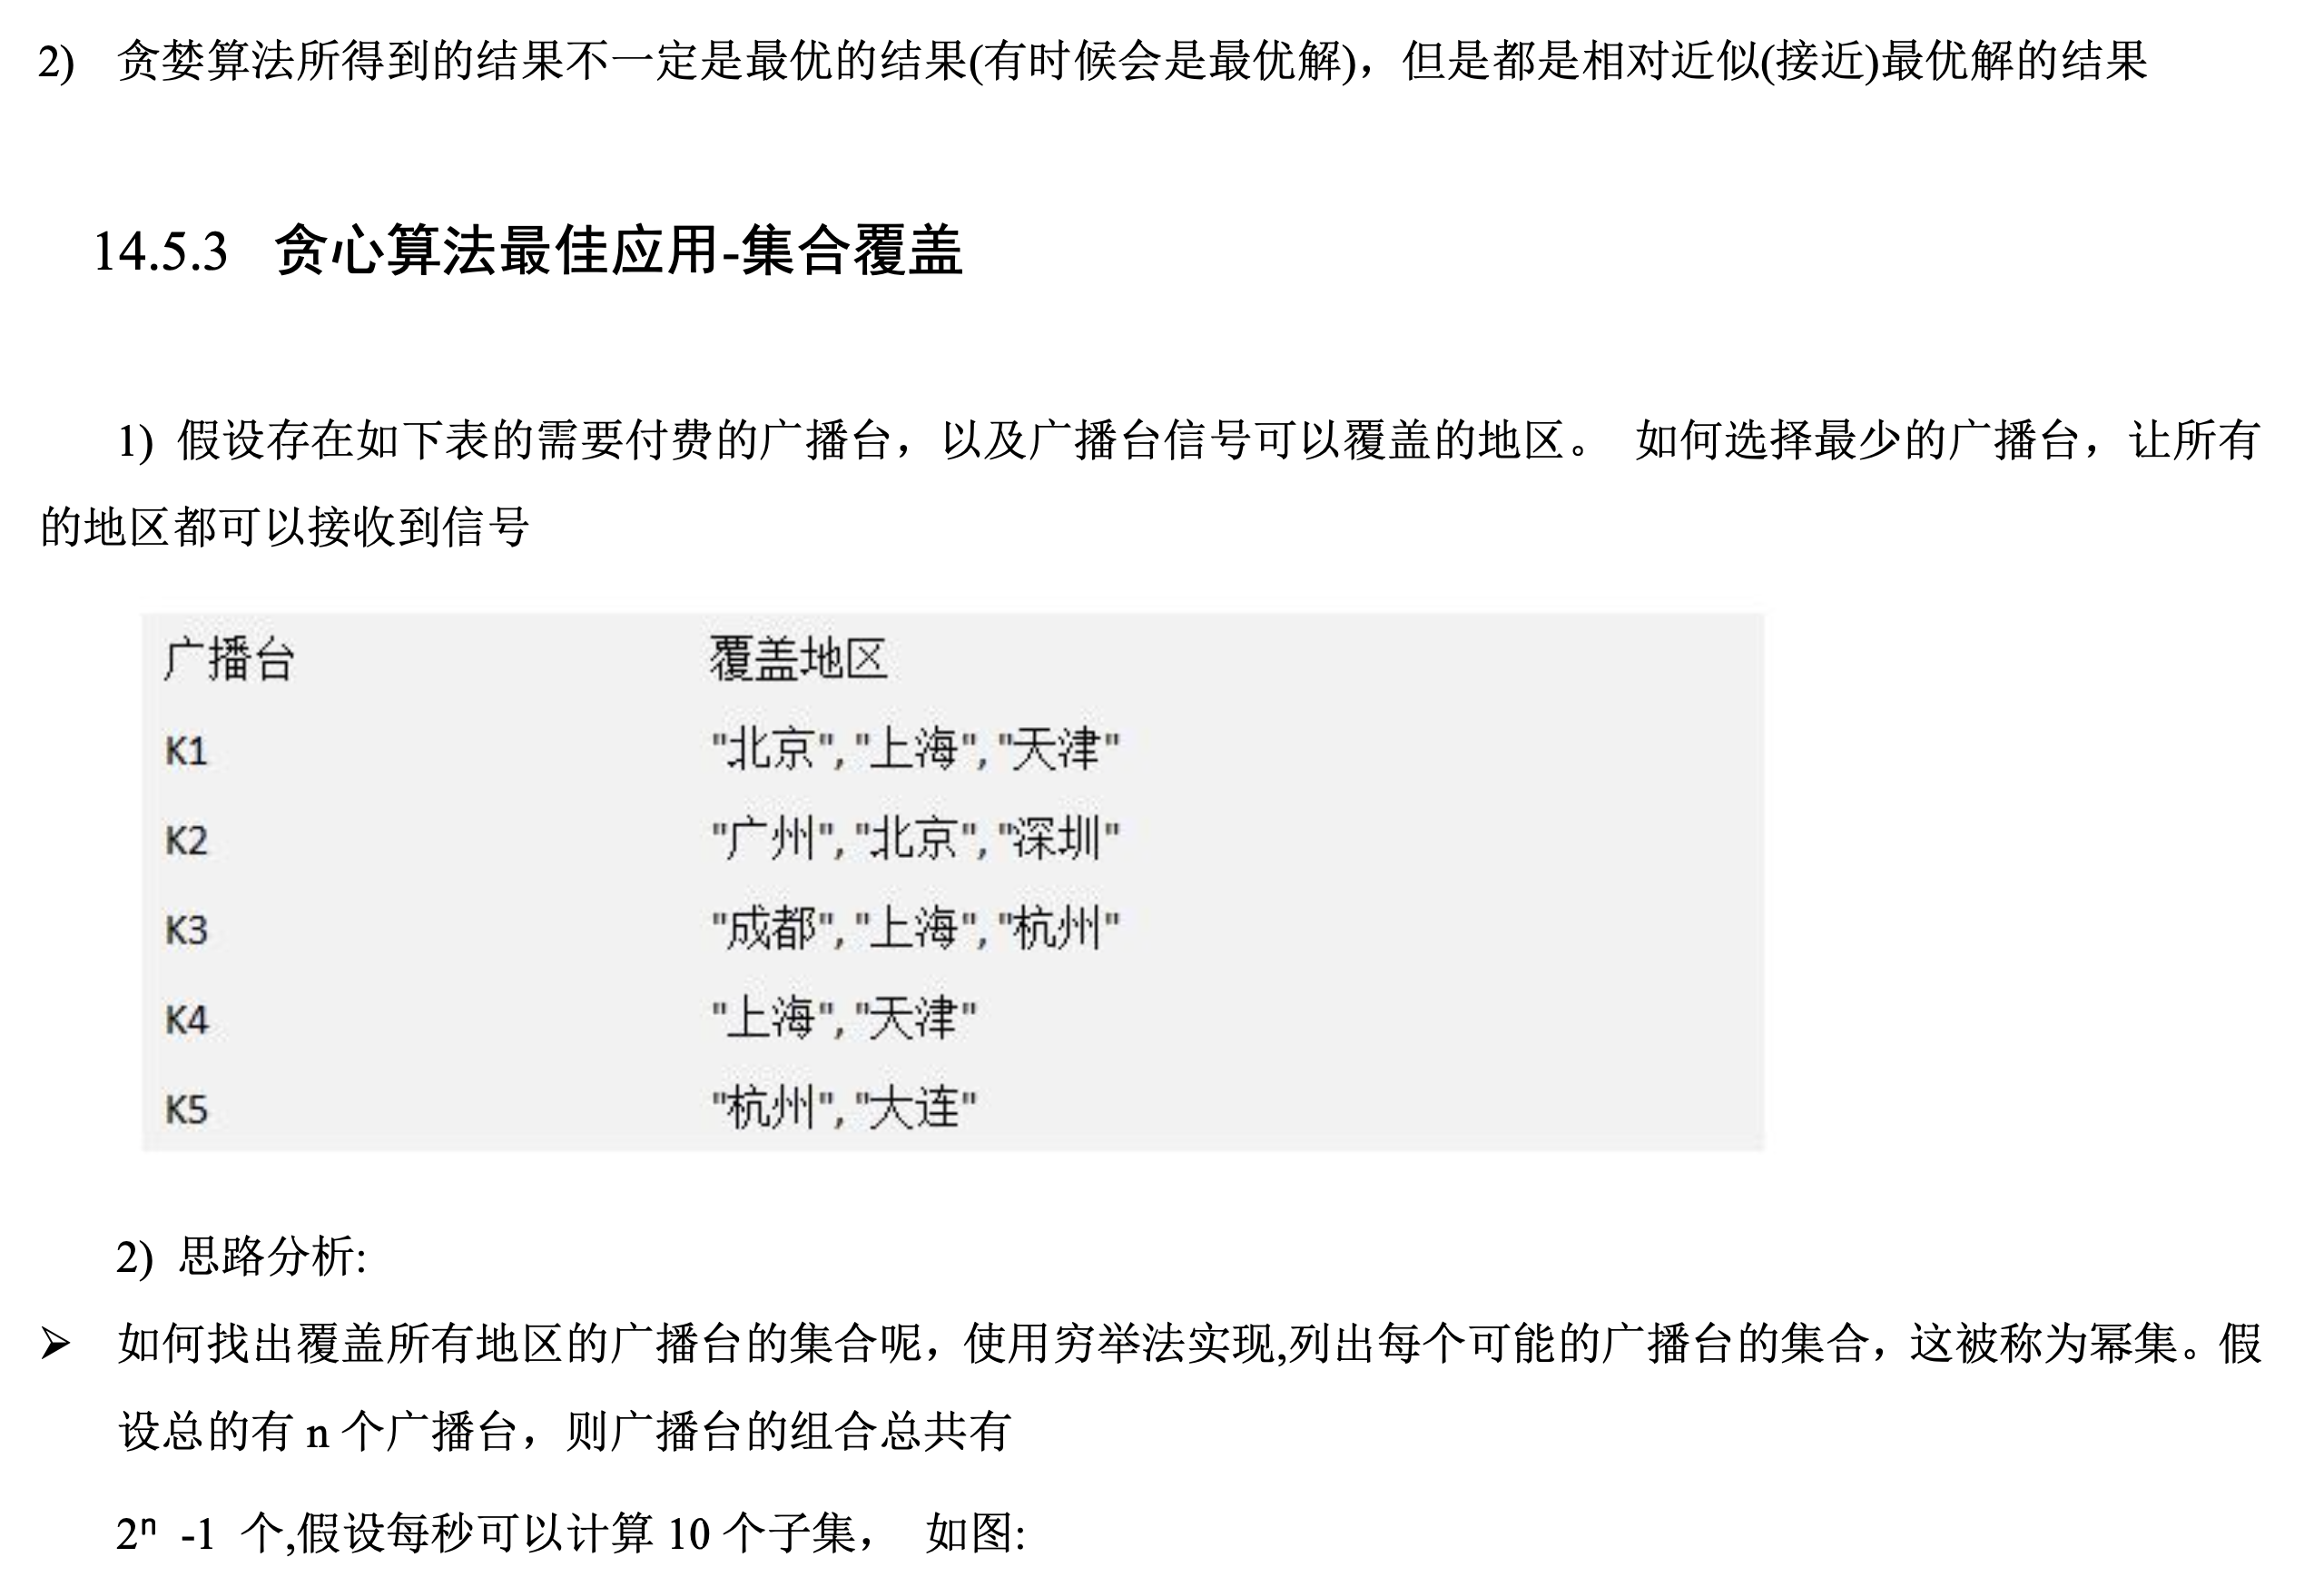 2) 贪婪算法所得到的结果不一定是最优的结果(有时候会是最优解)，但是都是相对近似(接近)最优解的结果
14.5.3 贪心算法最佳应用-集合覆盖
1) 假设存在如下表的需要付费的广播台，以及广播台信号可以覆盖的地区。 如何选择最少的广播台，让所有
的地区都可以接收到信号
广播台 覆盖地区
K1 "北京", "上海", "天津"
K2 "广州", "北京", "深圳"
K3 "成都", "上海", "杭州"
K4 "上海", "天津"
K5 "杭州", "大连"
2) 思路分析:
➢ 如何找出覆盖所有地区的广播台的集合呢，使用穷举法实现,列出每个可能的广播台的集合，这被称为幂集。假
设总的有 n 个广播台，则广播台的组合总共有
2ⁿ -1 个,假设每秒可以计算 10 个子集， 如图: